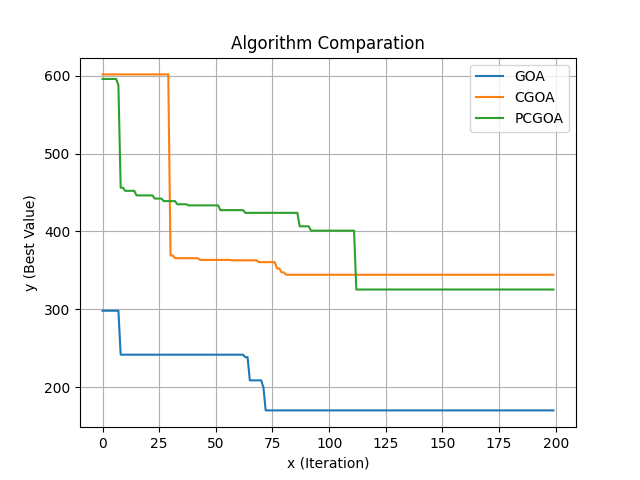 Algorithm Comparation
GOA
CGOA
PCGOA
y (Best Value)
600
500
400
300
200
0 25 50 75 100 125 150 175 200
x (Iteration)